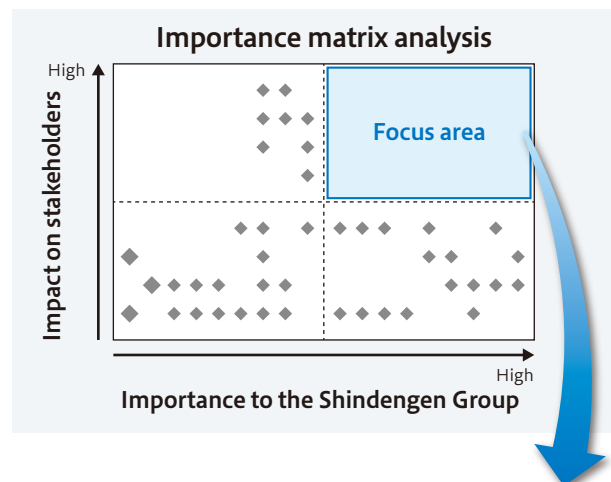 Importance matrix analysis
High
Impact on stakeholders
Focus area
High
Importance to the Shindengen Group